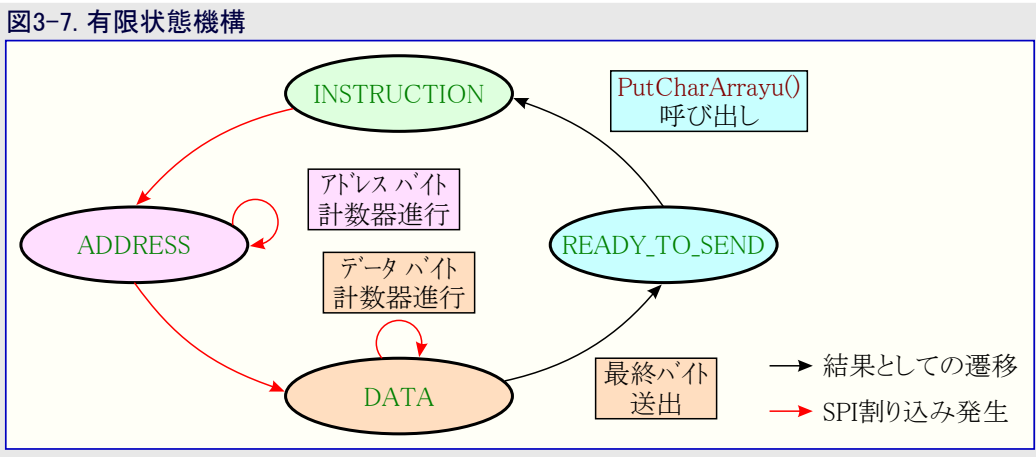 図3-7. 有限状態機構
INSTRUCTION
PutCharArrayu()
呼び出し
アドレス バイト
計数器進行
ADDRESS
READY_TO_SEND
データ バイト
計数器進行
DATA
最終バイト
送出
結果としての遷移
SPI割り込み発生